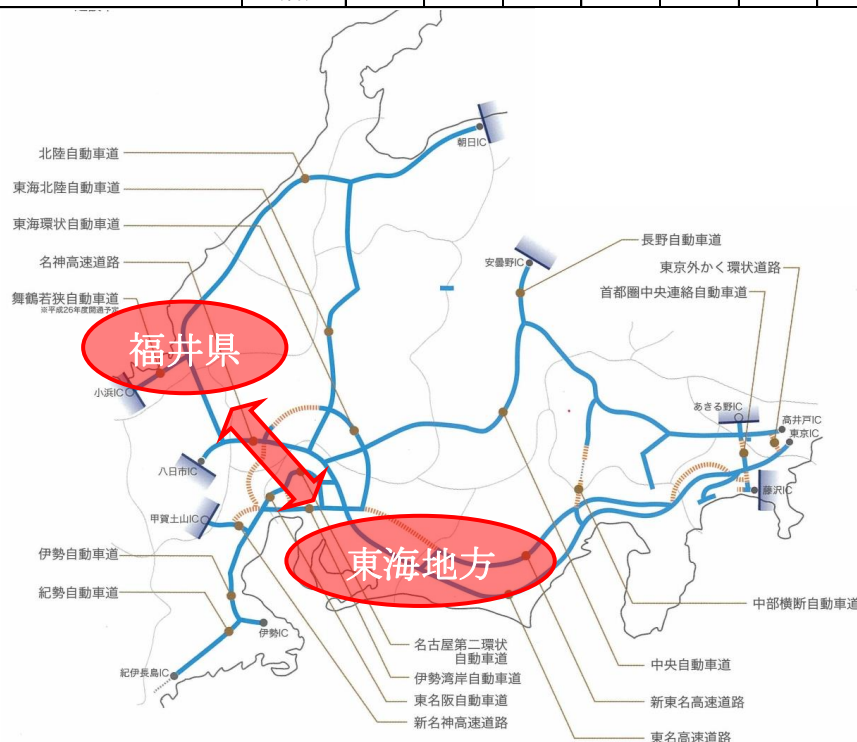 朝日IC
北陸自動車道
東海北陸自動車道
東海環状自動車道
名神高速道路
舞鶴若狭自動車道
※平成26年度開通予定
福井県
小浜IC
長野自動車道
安曇野IC
東京外かく環状道路
首都圏中央連絡自動車道
あきる野IC
高井戸IC
東京IC
八日市IC
藤沢IC
甲賀土山IC
東海地方
伊勢自動車道
紀勢自動車道
中部横断自動車道
伊勢IC
名古屋第二環状
自動車道
中央自動車道
紀伊長島IC
伊勢湾岸自動車道
東名阪自動車道
新東名高速道路
新名神高速道路
東名高速道路